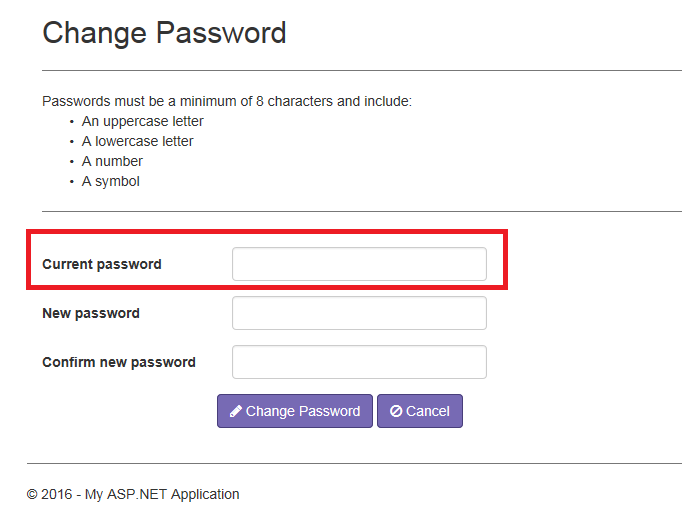 Change Password
Passwords must be a minimum of 8 characters and include:
• An uppercase letter
• A lowercase letter
• A number
• A symbol
Current password
New password
Confirm new password
Change Password Cancel
© 2016 - My ASP.NET Application